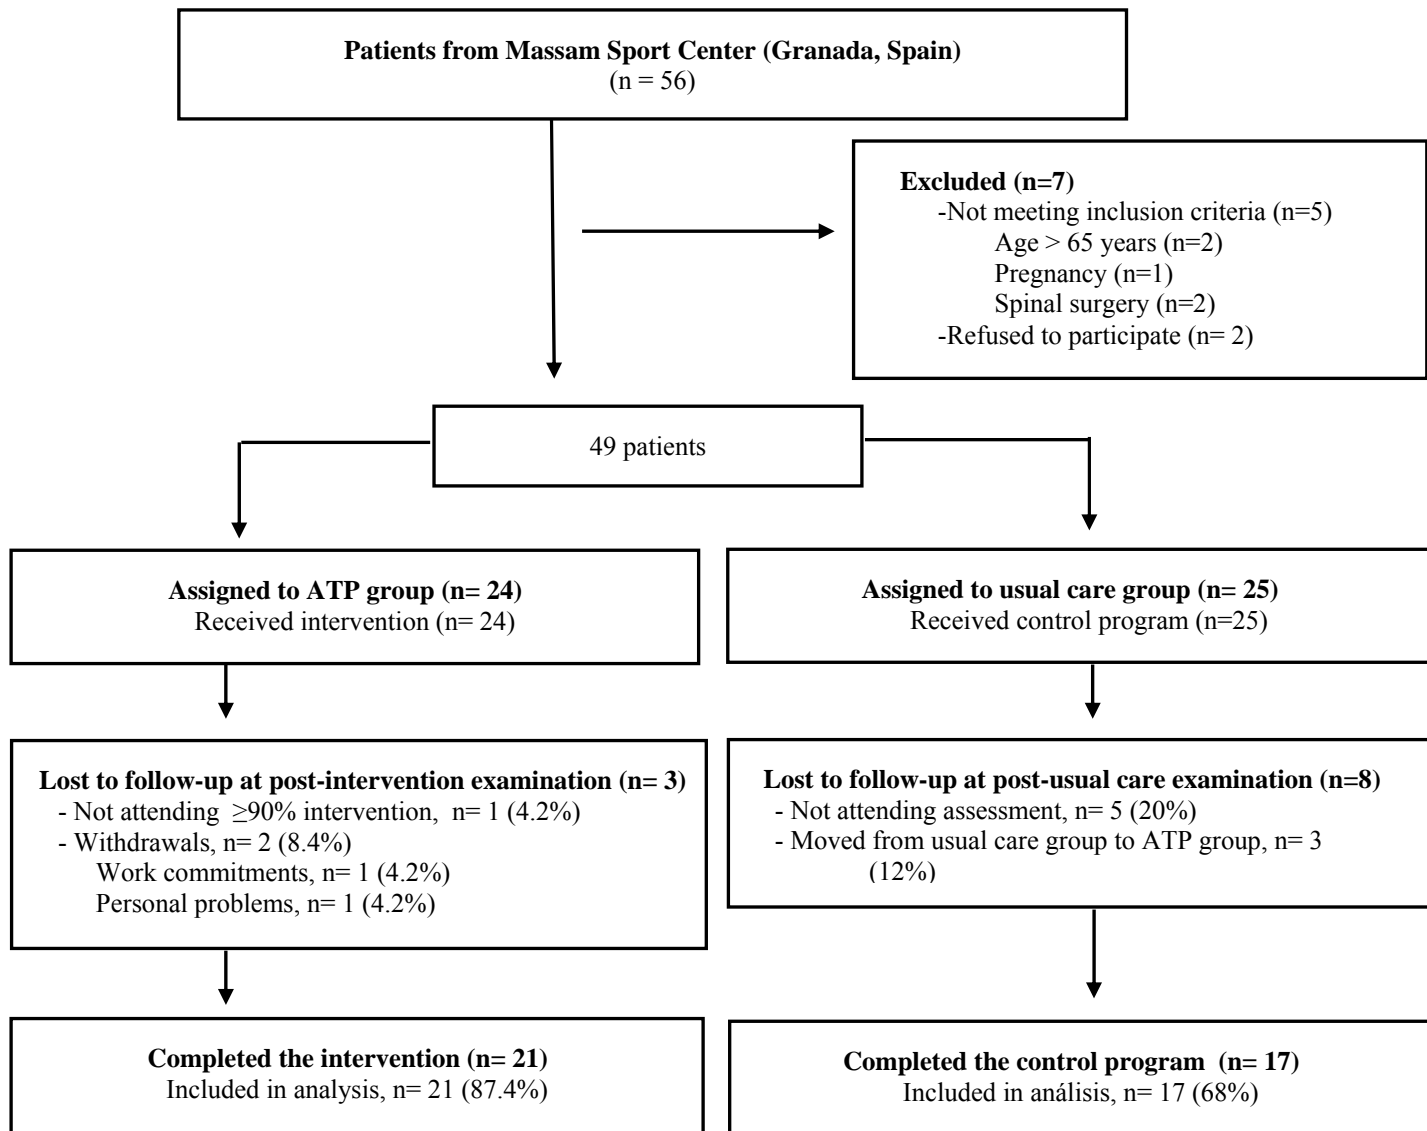 Patients from Massam Sport Center (Granada, Spain)
(n = 56)
Excluded (n=7)
-Not meeting inclusion criteria (n=5)
Age > 65 years (n=2)
Pregnancy (n=1)
Spinal surgery (n=2)
-Refused to participate (n= 2)
49 patients
Assigned to ATP group (n= 24)
Received intervention (n= 24)
Assigned to usual care group (n= 25)
Received control program (n=25)
Lost to follow-up at post-intervention examination (n= 3)
- Not attending ≥90% intervention, n= 1 (4.2%)
- Withdrawals, n= 2 (8.4%)
Work commitments, n= 1 (4.2%)
Personal problems, n= 1 (4.2%)
Lost to follow-up at post-usual care examination (n=8)
- Not attending assessment, n= 5 (20%)
- Moved from usual care group to ATP group, n= 3
(12%)
Completed the intervention (n= 21)
Included in analysis, n= 21 (87.4%)
Completed the control program (n= 17)
Included in análisis, n= 17 (68%)